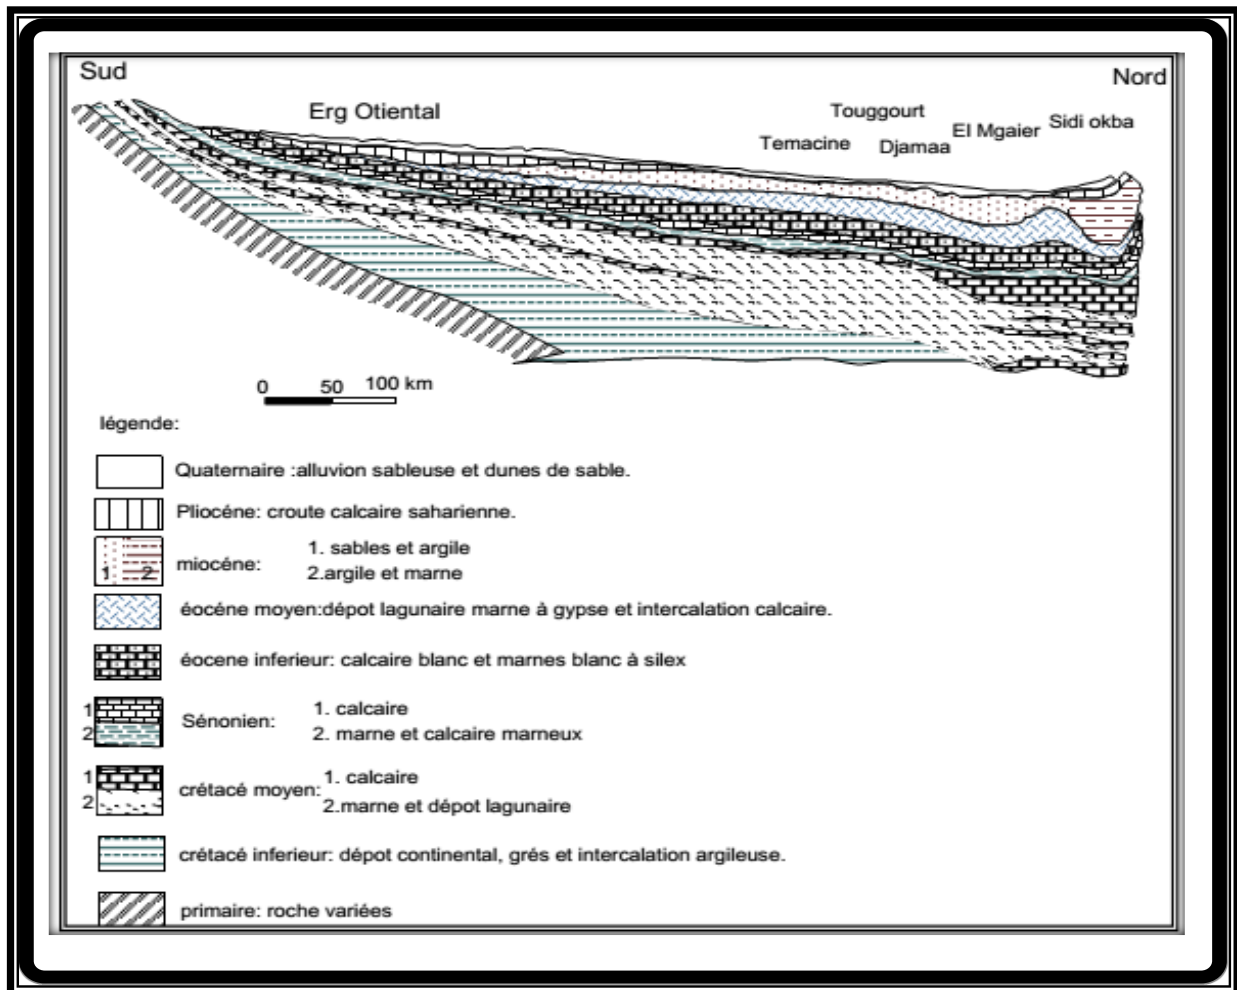 Sud
Nord
Erg Otiental
Touggourt
Temacine
Djamaa
El Mgaier
Sidi okba
0 50 100 km
légende:
Quaternaire :alluvion sableuse et dunes de sable.
Pliocéne: croute calcaire saharienne.
1 2 miocéne:
1. sables et argile
2.argile et marne
éocéne moyen:dépot lagunaire marne à gypse et intercalation calcaire.
éocene inferieur: calcaire blanc et marnes blanc à silex
1
2
Sénonien:
1. calcaire
2. marne et calcaire marneux
1
2
crétacé moyen:
1. calcaire
2.marne et dépot lagunaire
crétacé inferieur: dépot continental, grés et intercalation argileuse.
primaire: roche variées